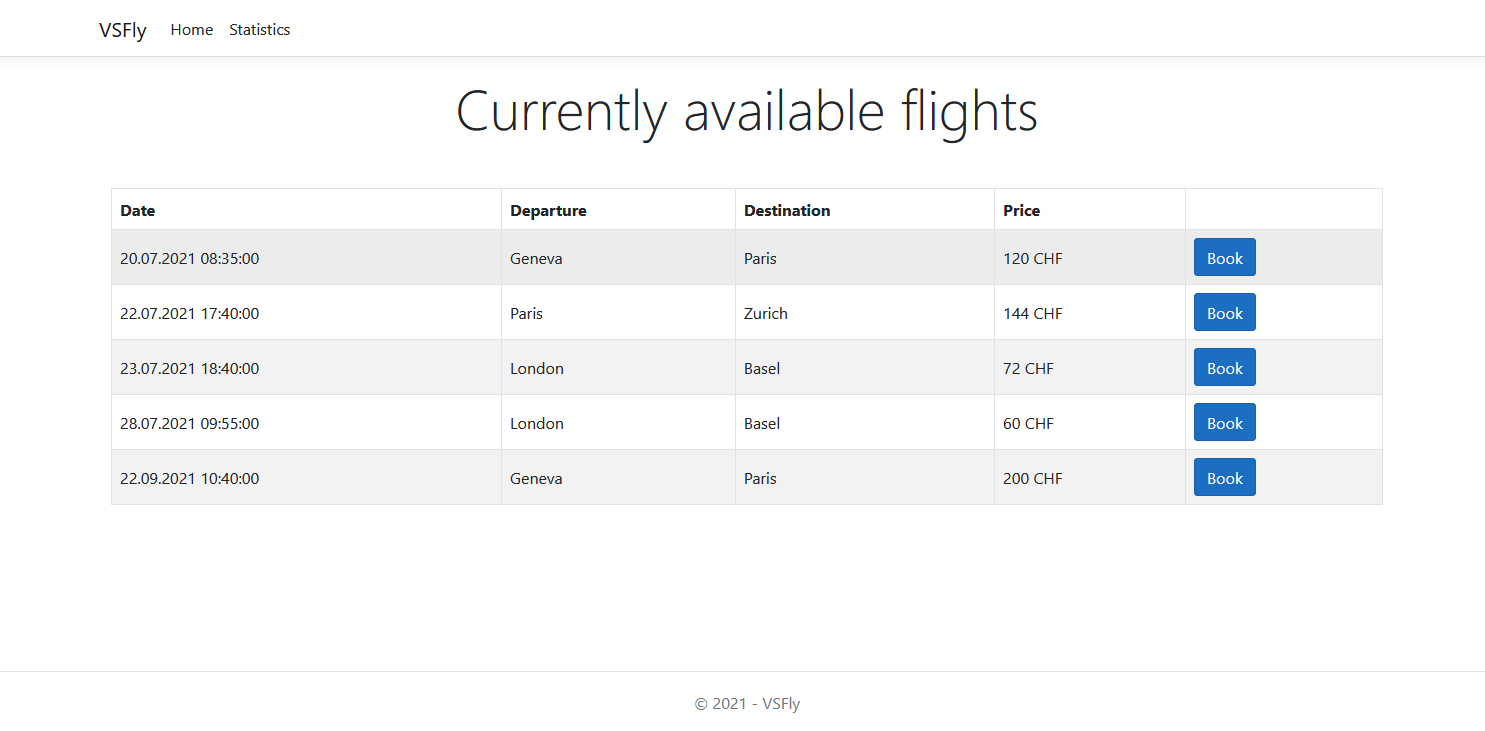 VSFly Home Statistics
Currently available flights
Date Departure Destination Price
20.07.2021 08:35:00 Geneva Paris 120 CHF Book
22.07.2021 17:40:00 Paris Zurich 144 CHF Book
23.07.2021 18:40:00 London Basel 72 CHF Book
28.07.2021 09:55:00 London Basel 60 CHF Book
22.09.2021 10:40:00 Geneva Paris 200 CHF Book
© 2021 - VSFly